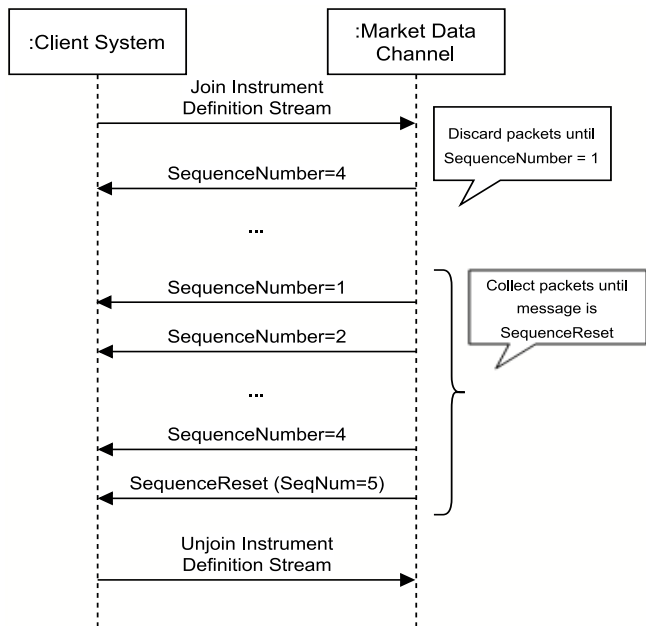 :Client System
:Market Data
Channel
Join Instrument
Definition Stream
Discard packets until
SequenceNumber = 1
SequenceNumber=4
...
SequenceNumber=1
Collect packets until
message is
SequenceReset
SequenceNumber=2
...
SequenceNumber=4
SequenceReset (SeqNum=5)
Unjoin Instrument
Definition Stream